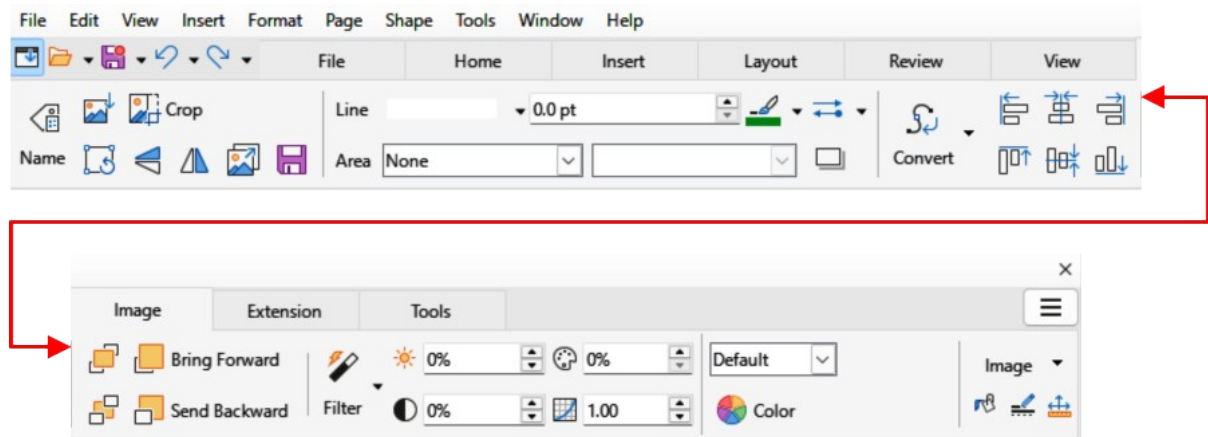 File Edit View Insert Format Page Shape Tools Window Help
File Home Insert Layout Review View
Crop Line 0.0 pt
Name Area None Convert
Image Extension Tools
Bring Forward 0% 0% Default Image
Send Backward Filter 0% 1.00 Color